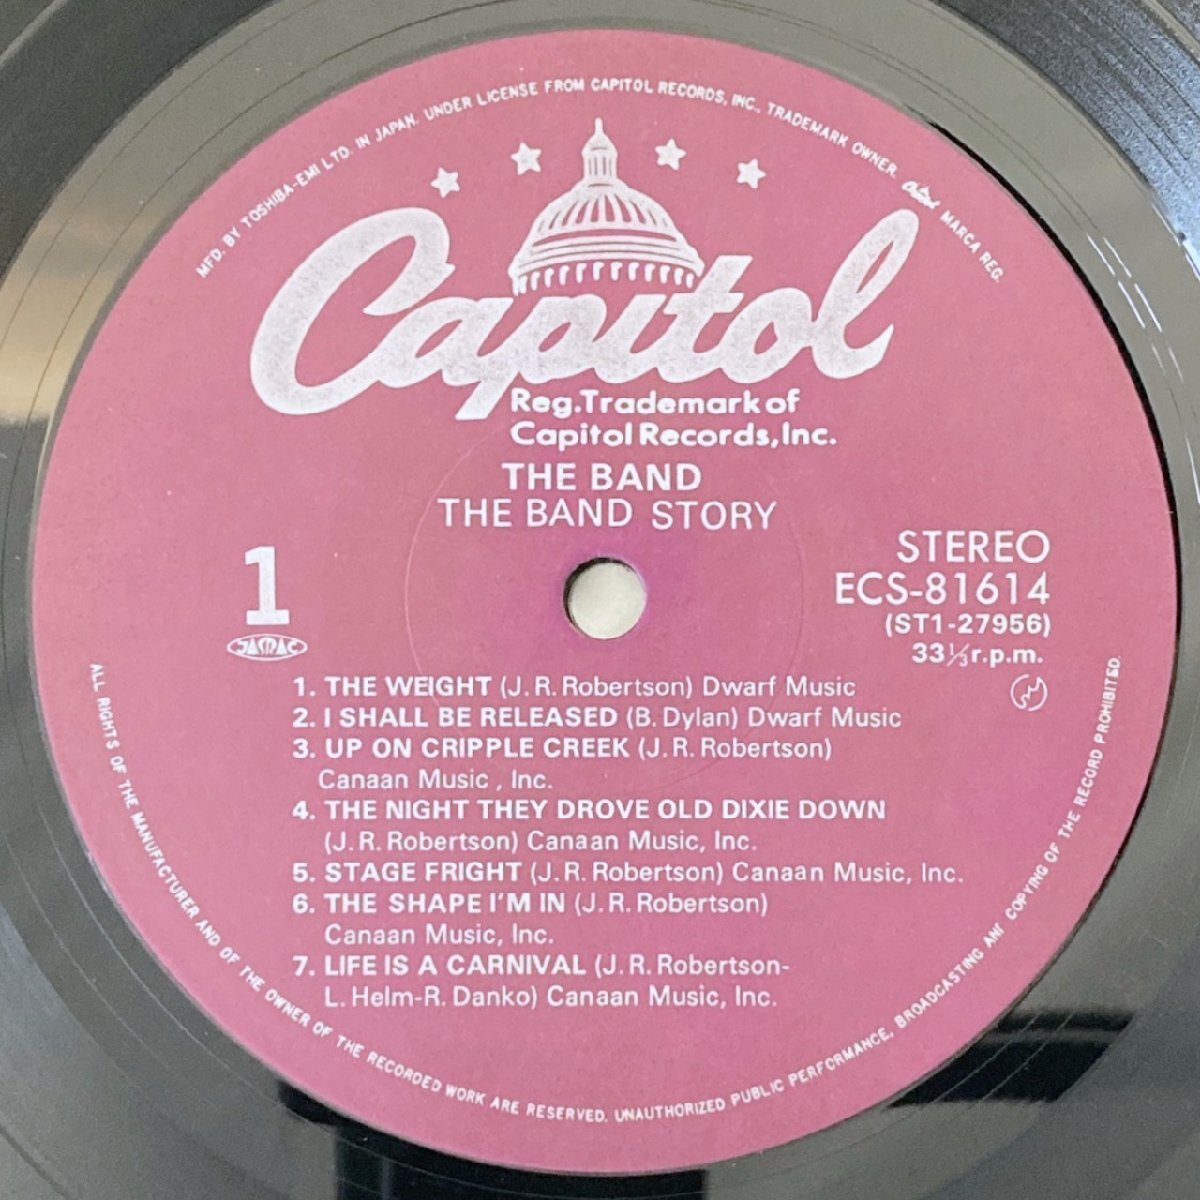 MFD. BY TOSHIBA-EMI LTD. IN JAPAN, UNDER LICENSE FROM CAPITOL RECORDS, INC., TRADEMARK OWNER. Capitol MARCA REG.
Capitol
Reg. Trademark of
Capitol Records, Inc.
THE BAND
THE BAND STORY
1
JASRAC
STEREO
ECS-81614
(ST1-27956)
33⅓r.p.m.
1. THE WEIGHT (J. R. Robertson) Dwarf Music
2. I SHALL BE RELEASED (B. Dylan) Dwarf Music
3. UP ON CRIPPLE CREEK (J. R. Robertson)
Canaan Music, Inc.
4. THE NIGHT THEY DROVE OLD DIXIE DOWN
(J. R. Robertson) Canaan Music, Inc.
5. STAGE FRIGHT (J. R. Robertson) Canaan Music, Inc.
6. THE SHAPE I'M IN (J. R. Robertson)
Canaan Music, Inc.
7. LIFE IS A CARNIVAL (J. R. Robertson-
L. Helm-R. Danko) Canaan Music, Inc.
ALL RIGHTS OF THE MANUFACTURER AND OF THE OWNER OF THE RECORDED WORK ARE RESERVED. UNAUTHORIZED PUBLIC PERFORMANCE, BROADCASTING AND COPYING OF THE RECORD PROHIBITED.